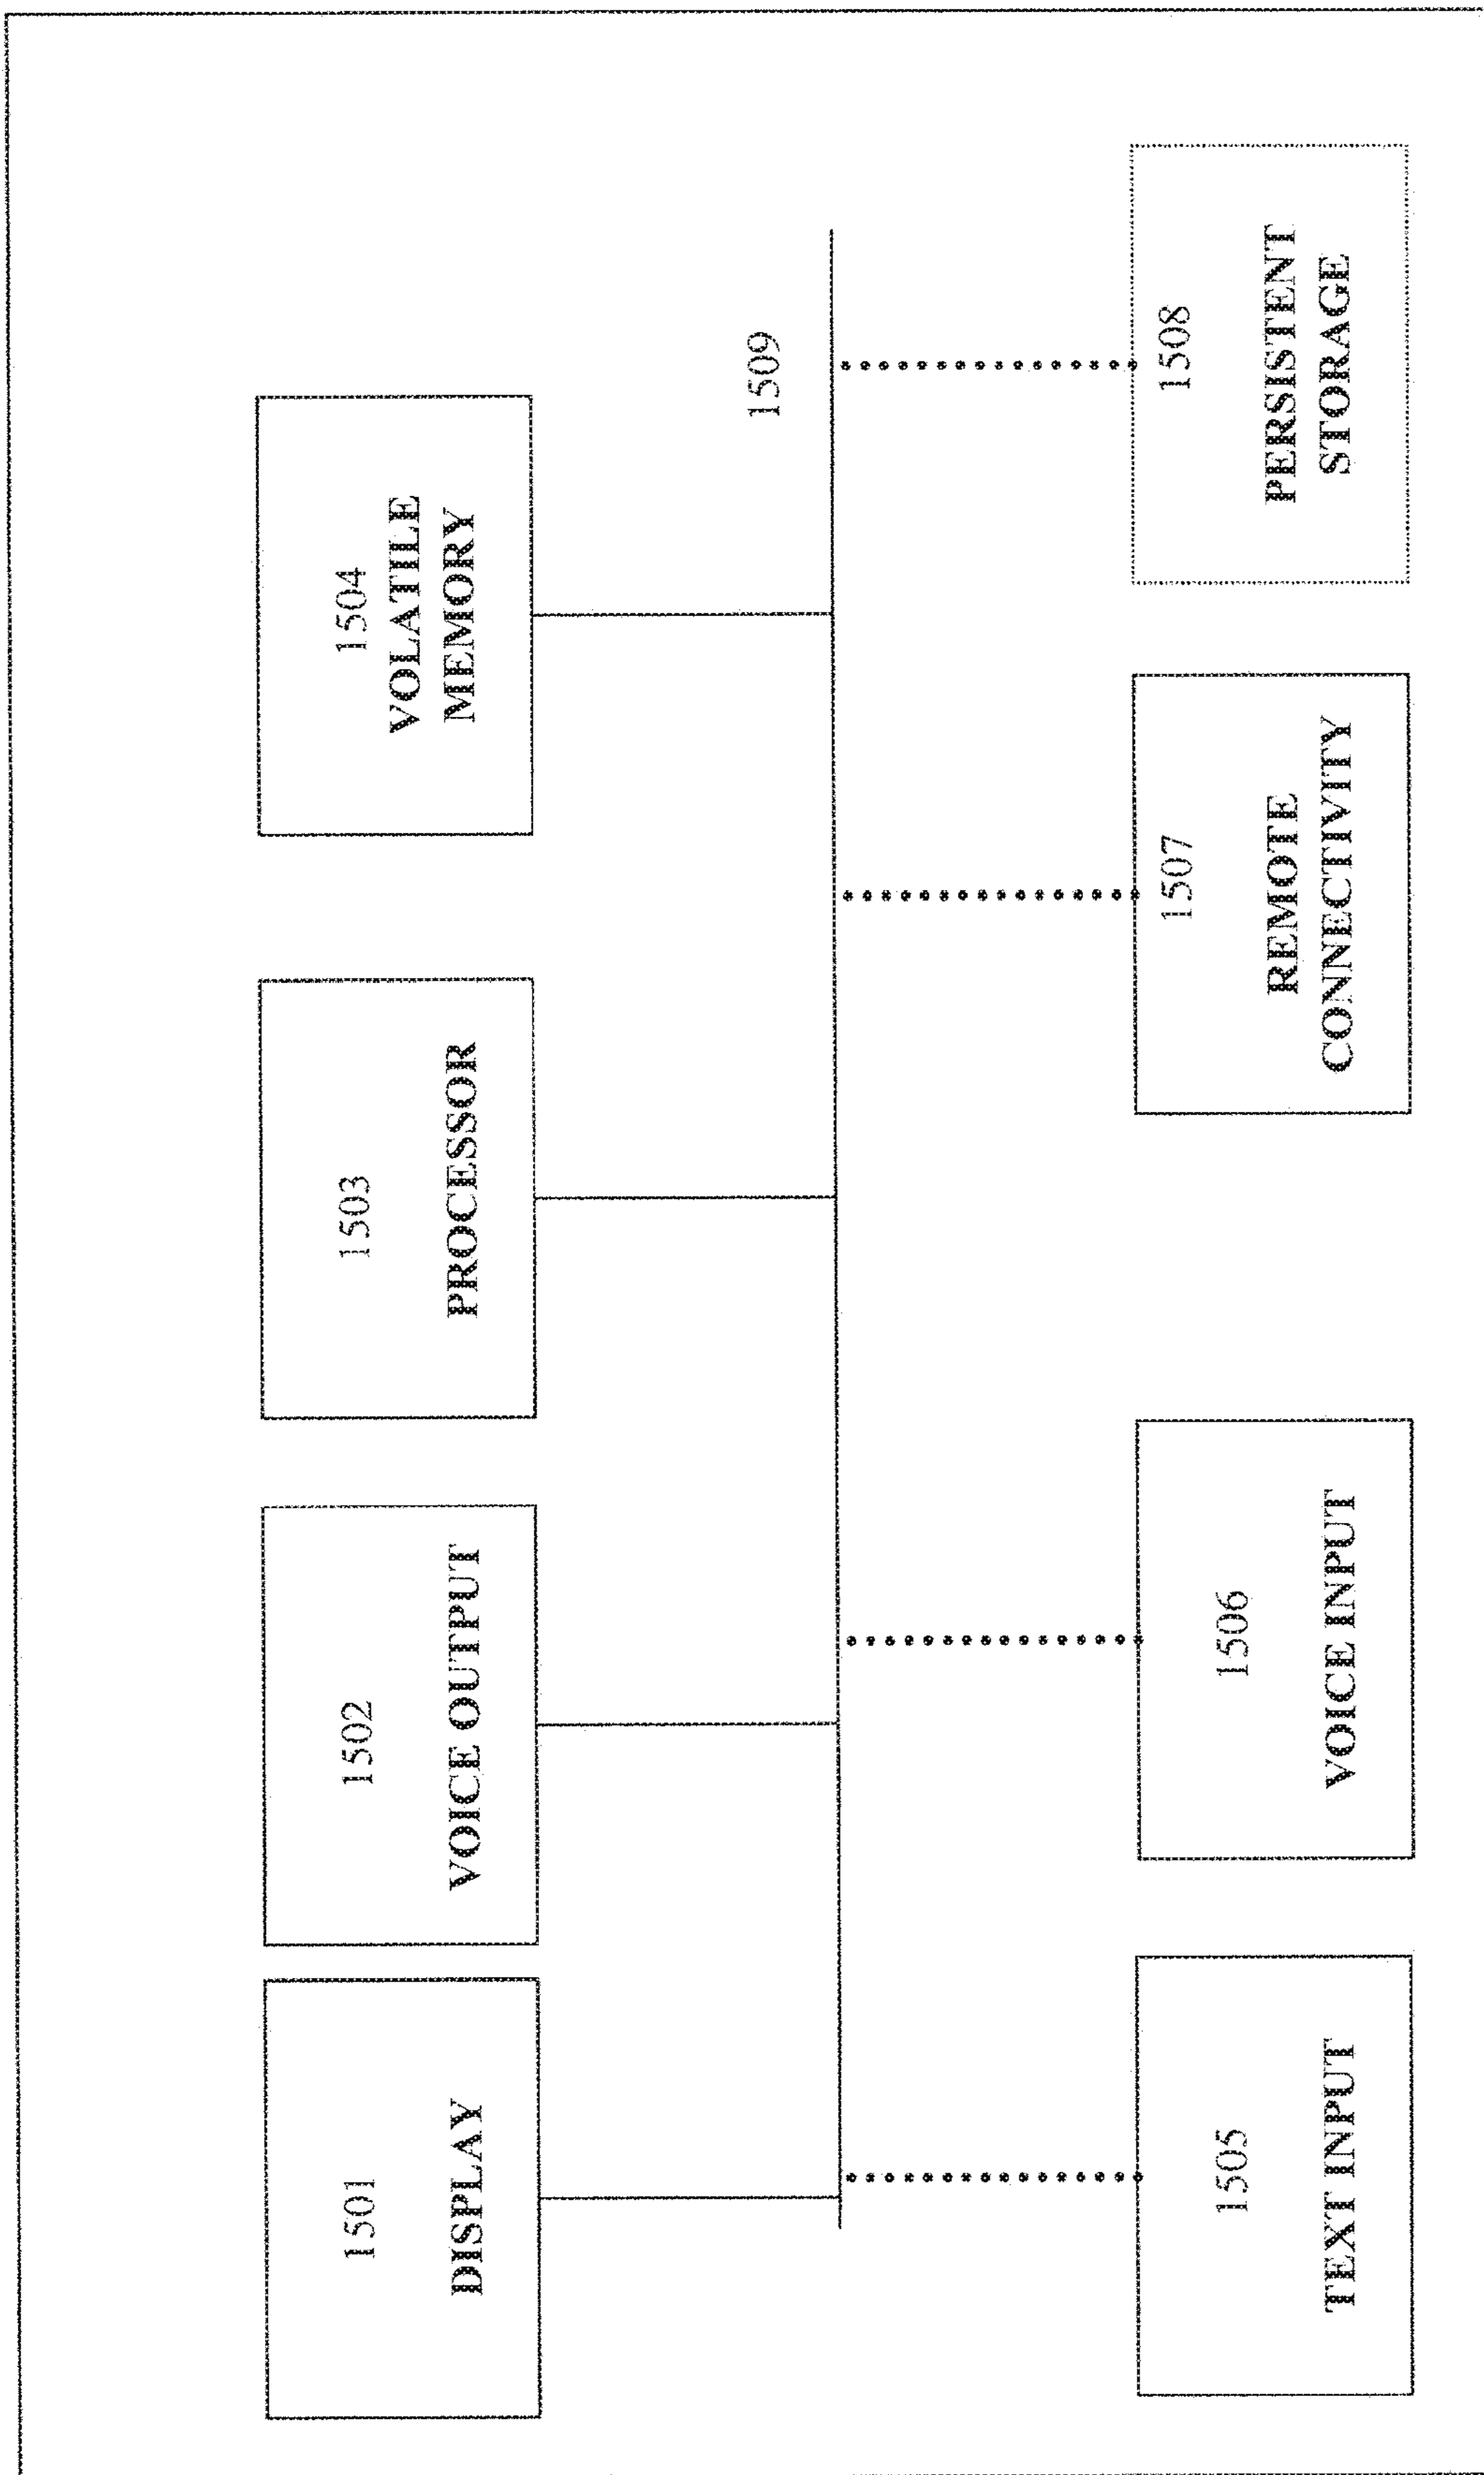 1501
DISPLAY
1502
VOICE OUTPUT
1503
PROCESSOR
1504
VOLATILE
MEMORY
1509
1505
TEXT INPUT
1506
VOICE INPUT
1507
REMOTE
CONNECTIVITY
1508
PERSISTENT
STORAGE